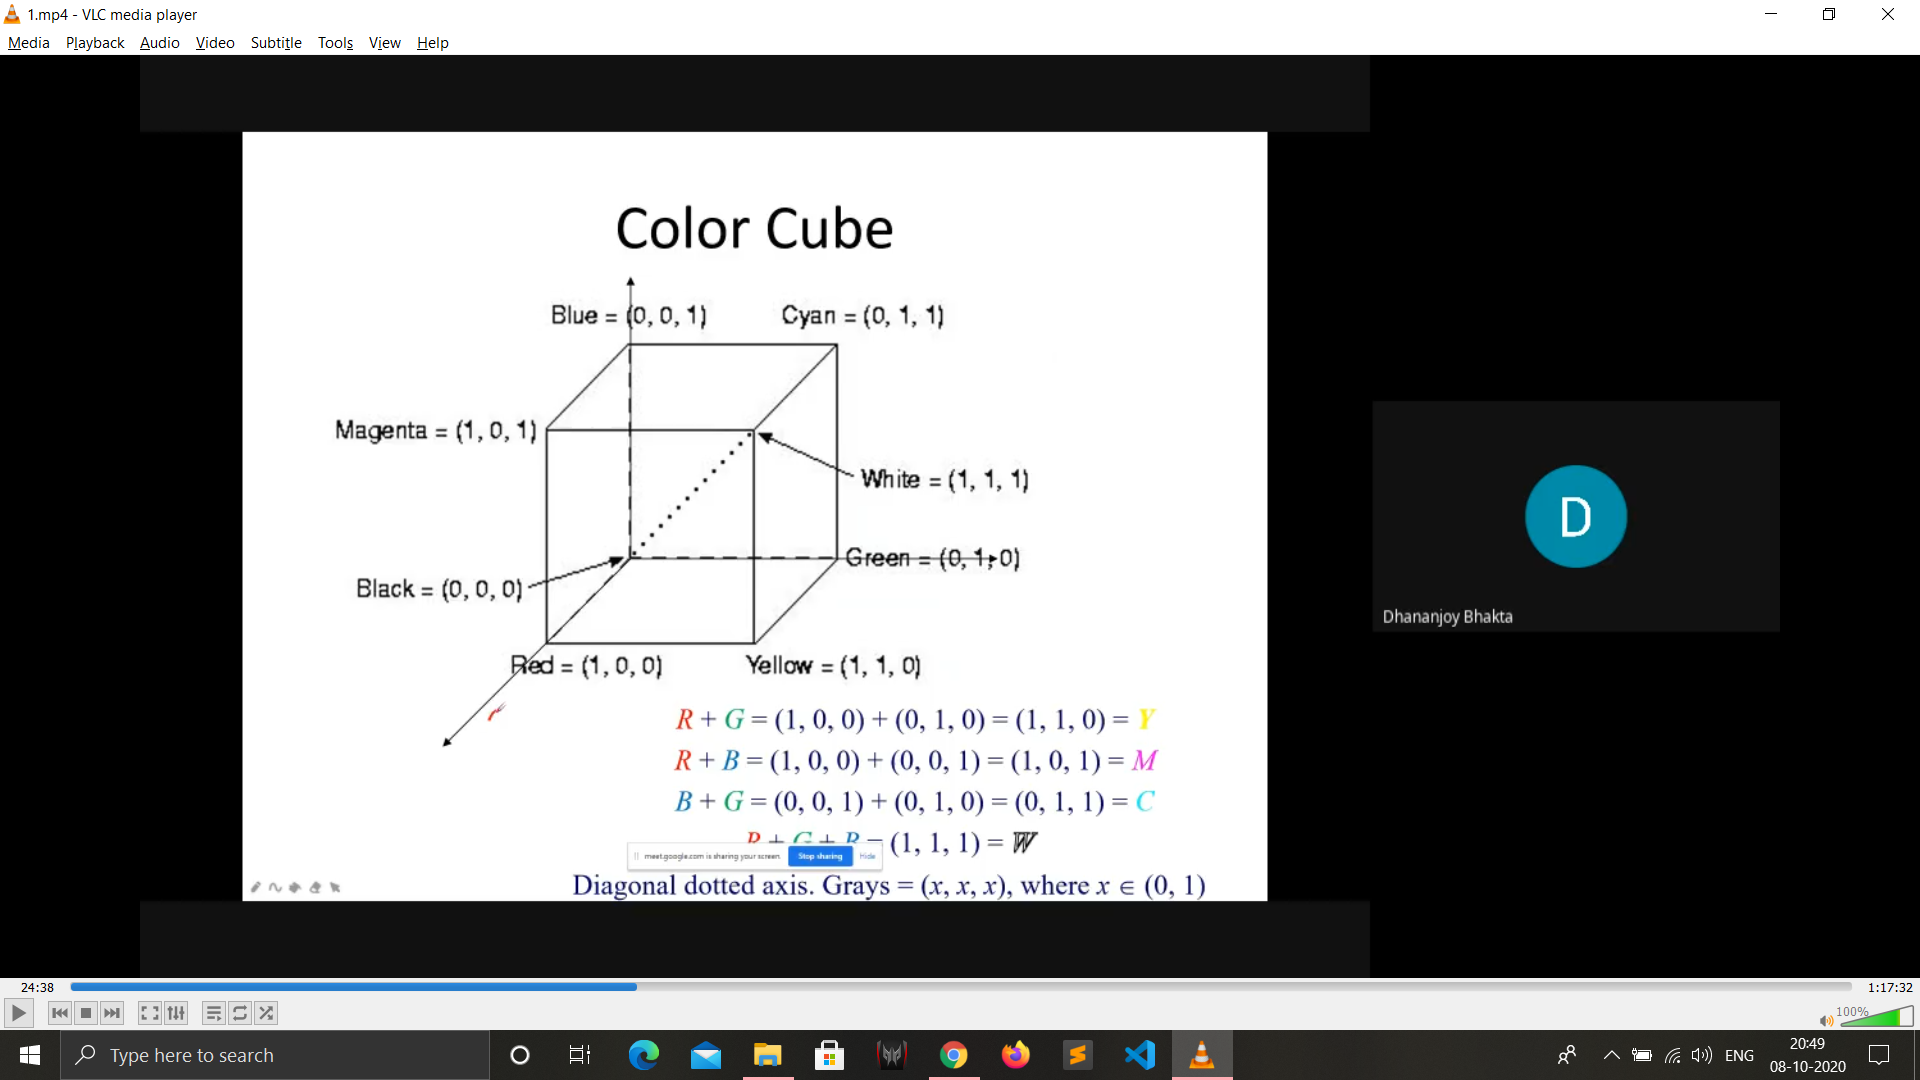 1.mp4 - VLC media player
Media Playback Audio Video Subtitle Tools View Help
Color Cube
Blue = (0, 0, 1) Cyan = (0, 1, 1)
Magenta = (1, 0, 1)
White = (1, 1, 1)
Green = (0, 1, 0)
Black = (0, 0, 0)
Red = (1, 0, 0) Yellow = (1, 1, 0)
R + G = (1, 0, 0) + (0, 1, 0) = (1, 1, 0) = Y
R + B = (1, 0, 0) + (0, 0, 1) = (1, 0, 1) = M
B + G = (0, 0, 1) + (0, 1, 0) = (0, 1, 1) = C
R + G + B = (1, 1, 1) = W
meet.google.com is sharing your screen. Stop sharing Hide
Diagonal dotted axis. Grays = (x, x, x), where x ∈ (0, 1)
D
Dhananjoy Bhakta
24:38 1:17:32
100%
Type here to search
ENG
20:49
08-10-2020